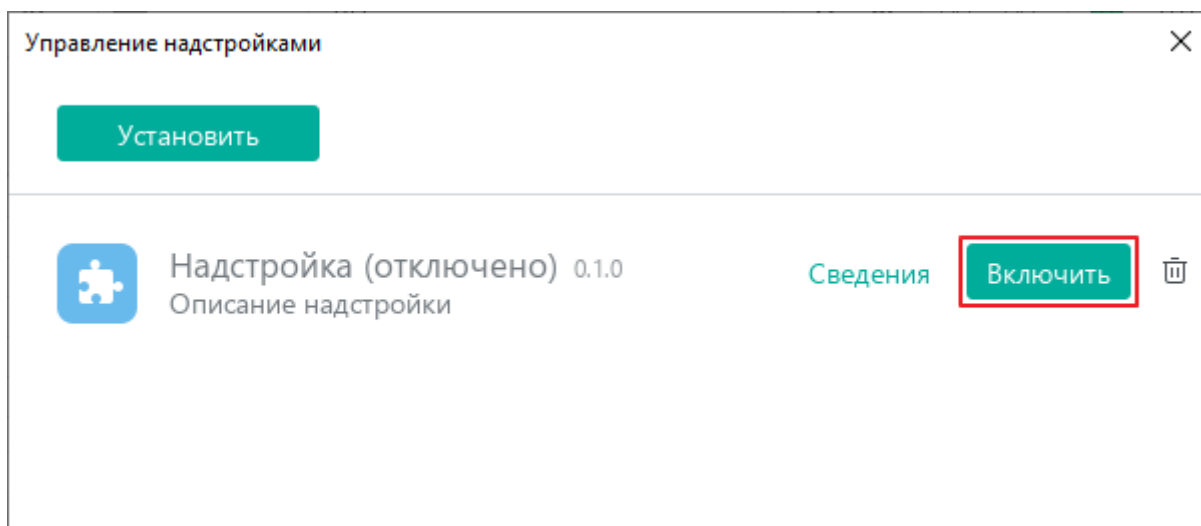 Управление надстройками
Установить
Надстройка (отключено) 0.1.0
Сведения
Включить
Описание надстройки